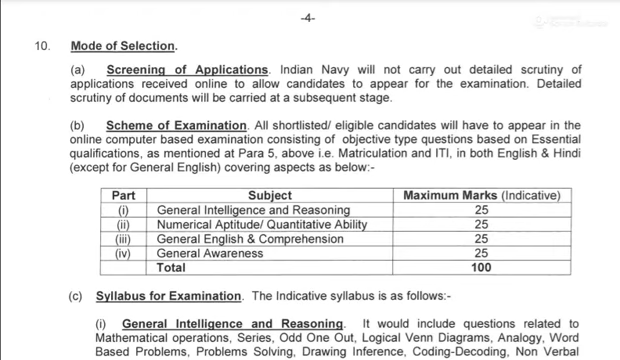 -4-
10. Mode of Selection.
(a) Screening of Applications. Indian Navy will not carry out detailed scrutiny of
applications received online to allow candidates to appear for the examination. Detailed
scrutiny of documents will be carried at a subsequent stage.
(b) Scheme of Examination. All shortlisted/ eligible candidates will have to appear in the
online computer based examination consisting of objective type questions based on Essential
qualifications, as mentioned at Para 5, above i.e. Matriculation and ITI, in both English & Hindi
(except for General English) covering aspects as below:-
Part Subject Maximum Marks (Indicative)
(i) General Intelligence and Reasoning 25
(ii) Numerical Aptitude/ Quantitative Ability 25
(iii) General English & Comprehension 25
(iv) General Awareness 25
Total 100
(c) Syllabus for Examination. The Indicative syllabus is as follows:-
(i) General Intelligence and Reasoning. It would include questions related to
Mathematical operations, Series, Odd One Out, Logical Venn Diagrams, Analogy, Word
Based Problems, Problems Solving, Drawing Inference, Coding-Decoding, Non Verbal